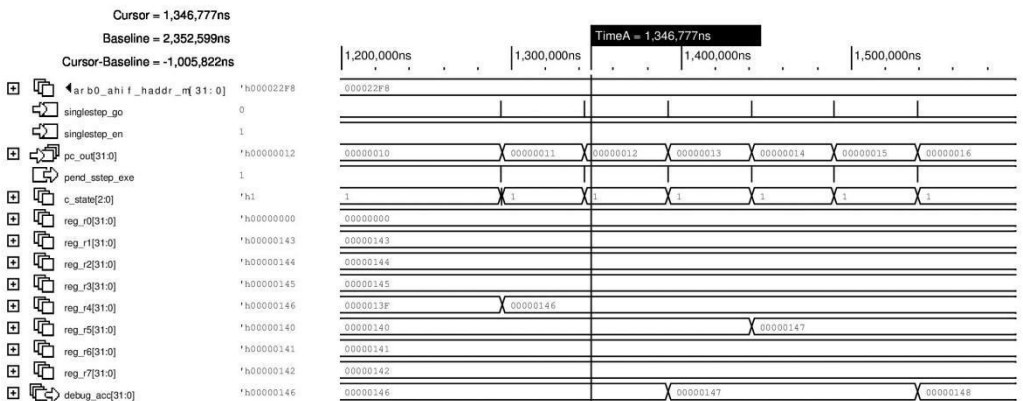 Cursor = 1,346,777ns
Baseline = 2,352,599ns
Cursor-Baseline = -1,005,822ns
TimeA = 1,346,777ns
1,200,000ns 1,300,000ns 1,400,000ns 1,500,000ns
arb0_ahif_haddr_m[31:0] 'h000022F8 000022F8
singlestep_go 0
singlestep_en 1
pc_out[31:0] 'h00000012 00000010 00000011 00000012 00000013 00000014 00000015 00000016
pend_sstep_exe 1
c_state[2:0] 'h1 1 1 1 1 1 1 1
reg_r0[31:0] 'h00000000 00000000
reg_r1[31:0] 'h00000143 00000143
reg_r2[31:0] 'h00000144 00000144
reg_r3[31:0] 'h00000145 00000145
reg_r4[31:0] 'h00000146 0000013F 00000146
reg_r5[31:0] 'h00000140 00000140 00000147
reg_r6[31:0] 'h00000141 00000141
reg_r7[31:0] 'h00000142 00000142
debug_acc[31:0] 'h00000146 00000146 00000147 00000148